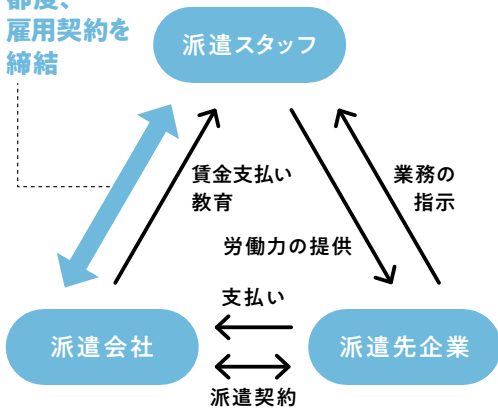 都度、
雇用契約を
締結
派遣スタッフ
賃金支払い
教育
業務の
指示
労働力の提供
支払い
派遣会社
派遣先企業
派遣契約